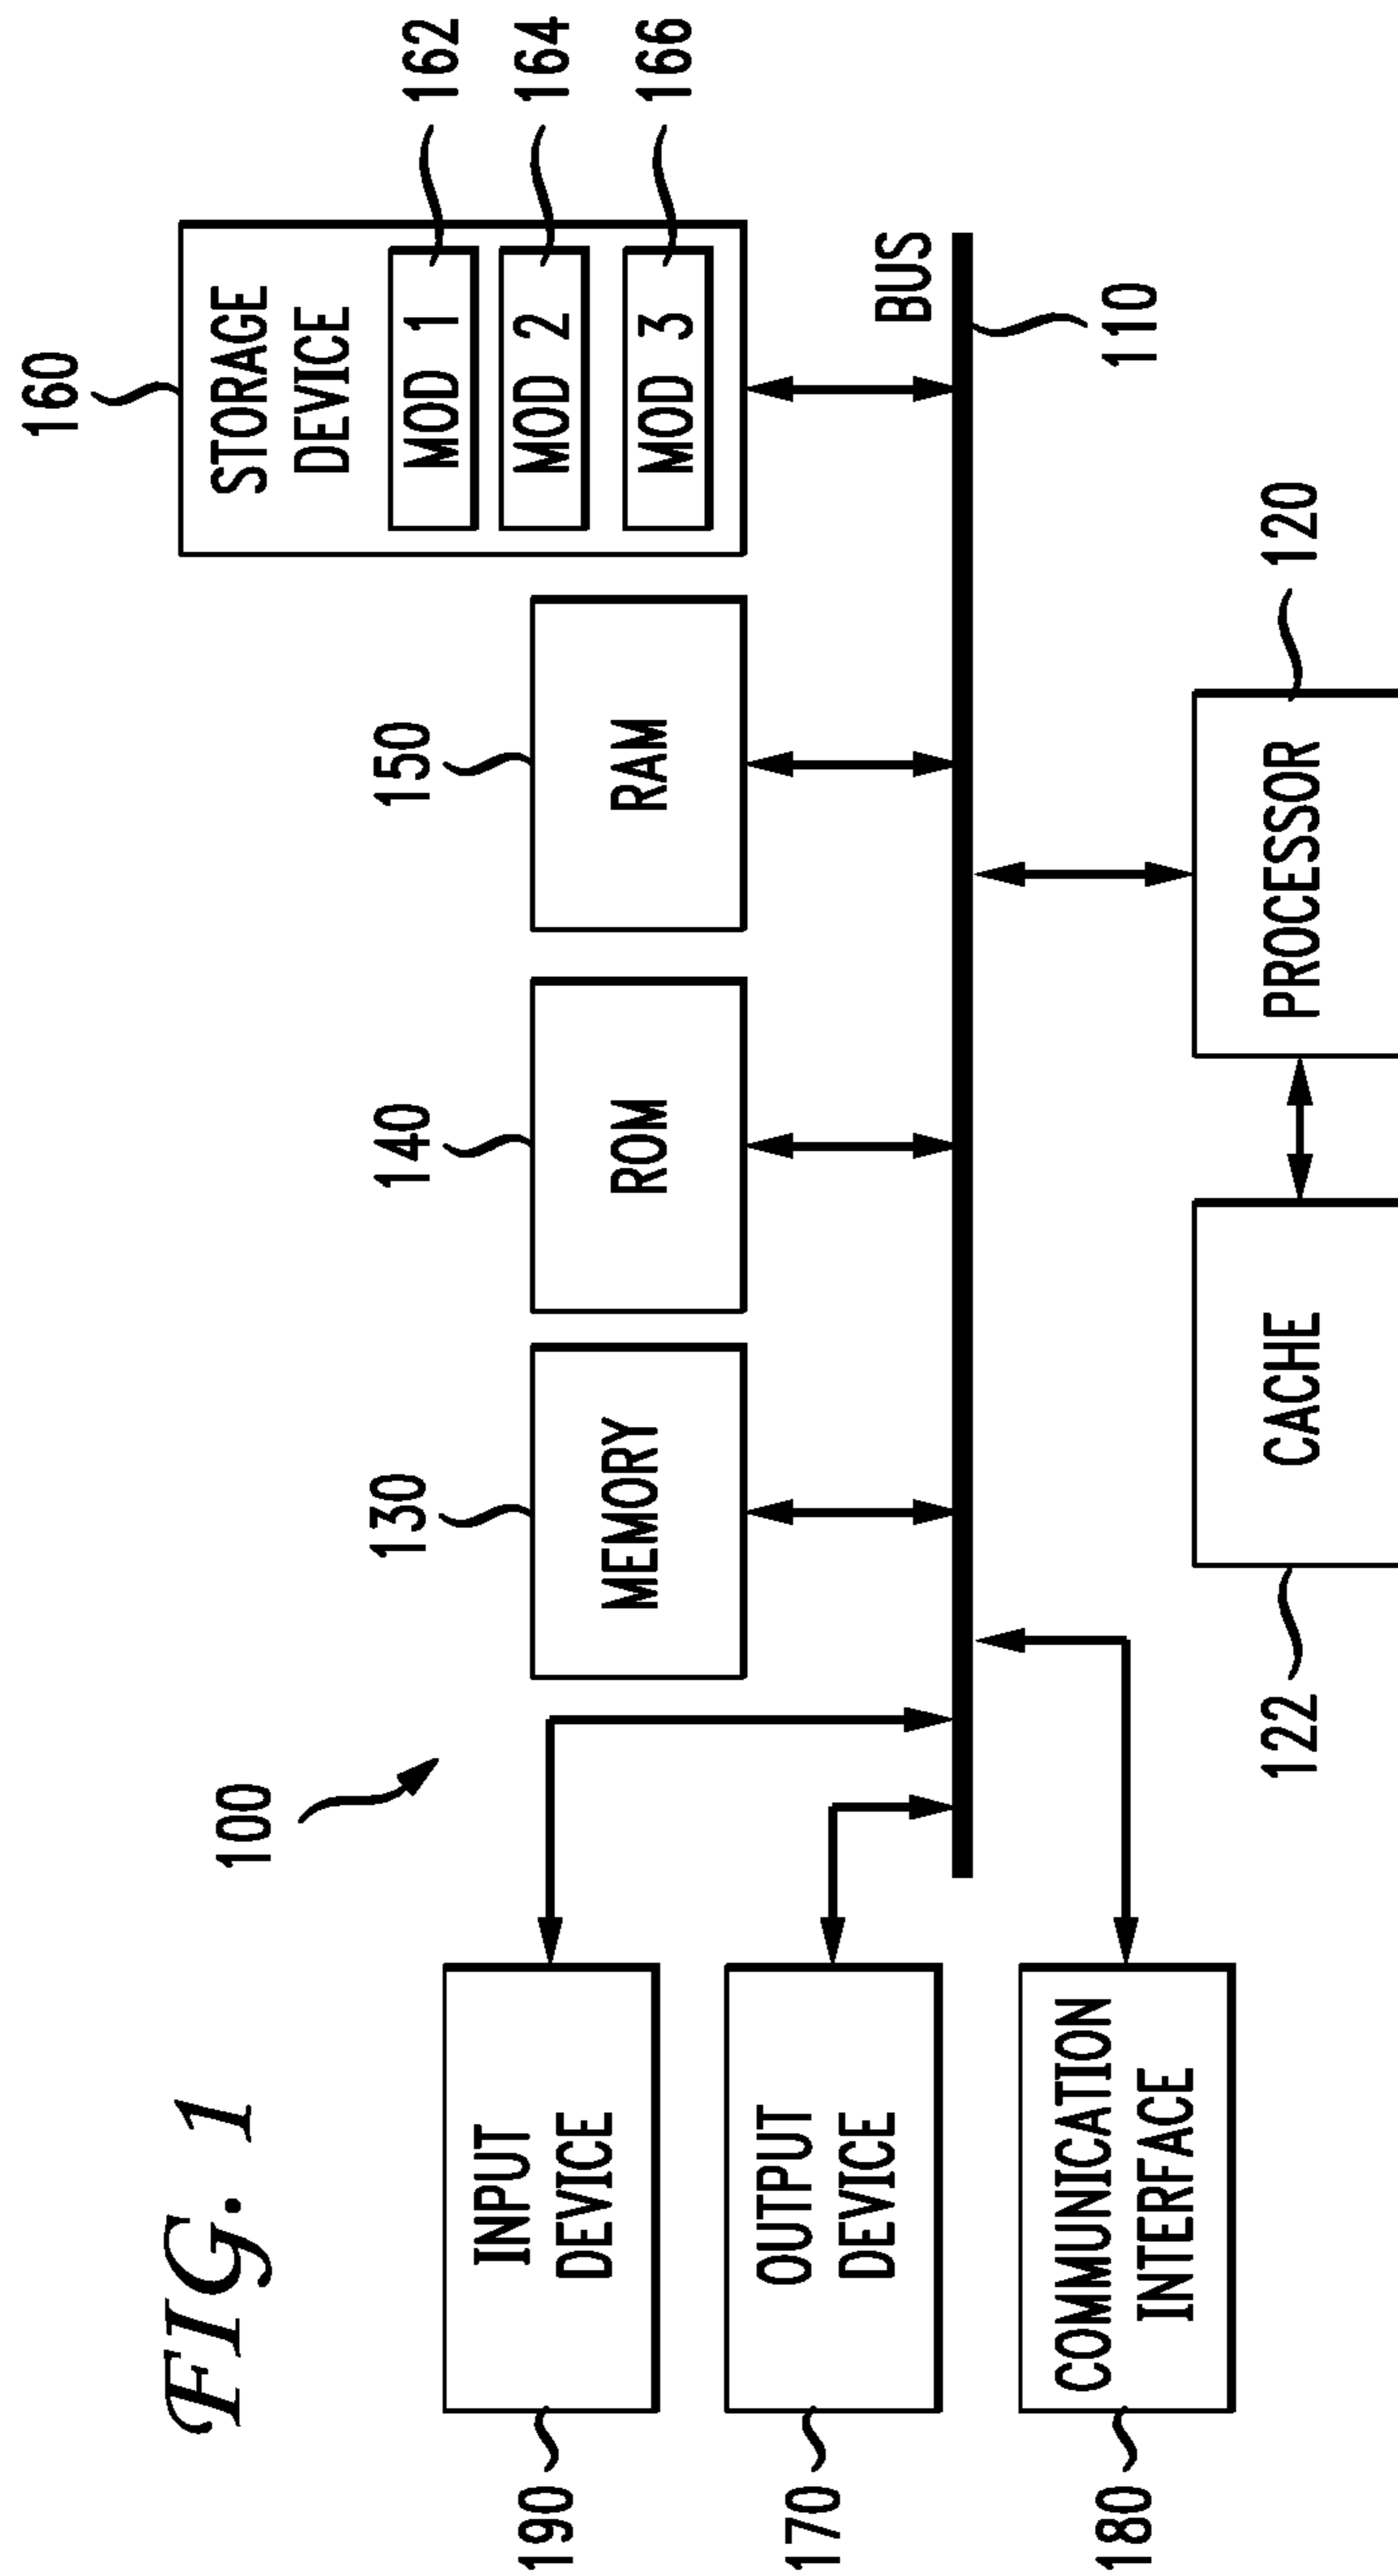 FIG. 1
160
STORAGE
DEVICE
MOD 1
162
MOD 2
164
MOD 3
166
150
RAM
140
ROM
130
MEMORY
100
190
INPUT
DEVICE
170
OUTPUT
DEVICE
180
COMMUNICATION
INTERFACE
BUS
110
122
CACHE
PROCESSOR
120